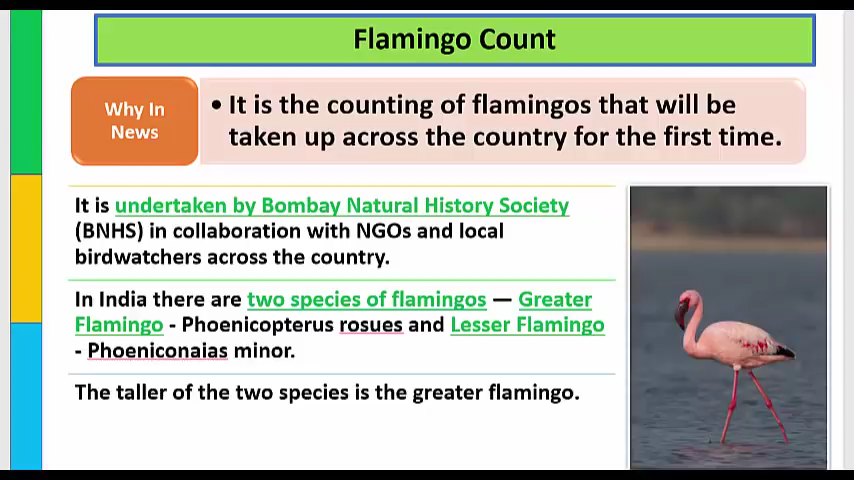 Flamingo Count
Why In
News
• It is the counting of flamingos that will be
taken up across the country for the first time.
It is undertaken by Bombay Natural History Society
(BNHS) in collaboration with NGOs and local
birdwatchers across the country.
In India there are two species of flamingos — Greater
Flamingo - Phoenicopterus rosues and Lesser Flamingo
- Phoeniconaias minor.
The taller of the two species is the greater flamingo.